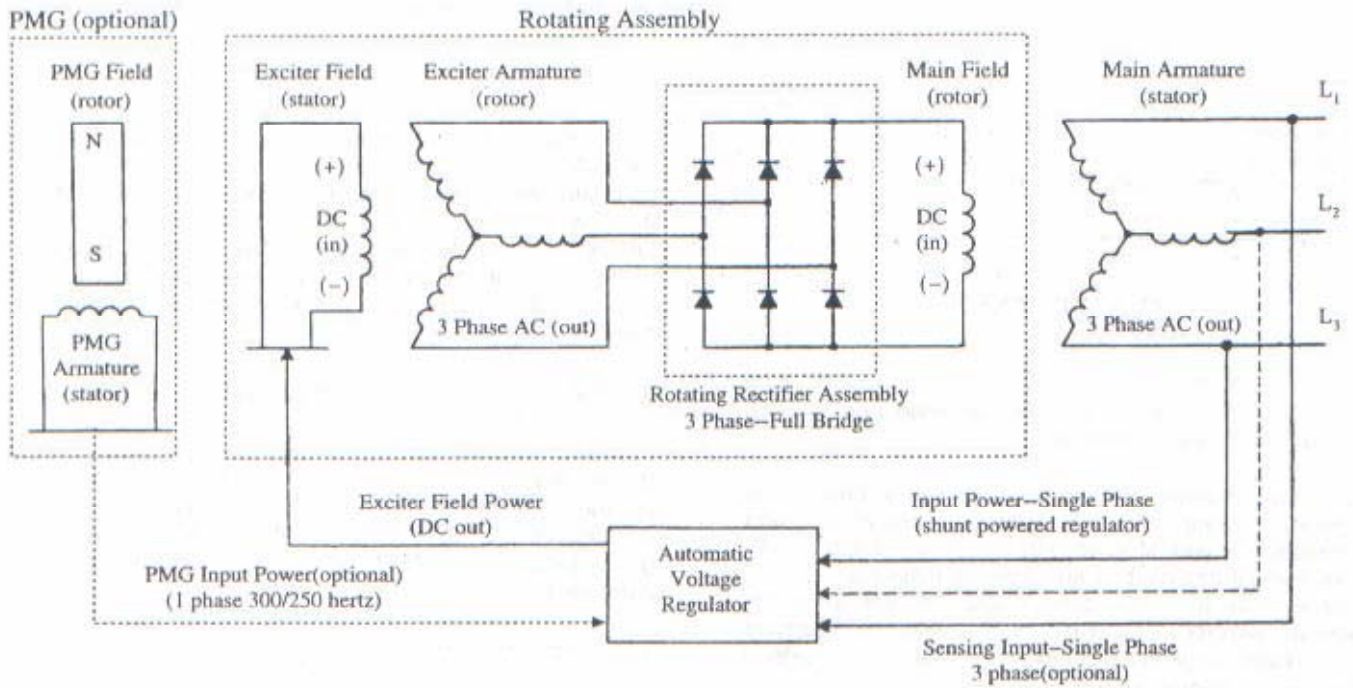 PMG (optional)
Rotating Assembly
PMG Field
(rotor)
N
S
PMG
Armature
(stator)
Exciter Field
(stator)
(+)
DC
(in)
(−)
Exciter Armature
(rotor)
3 Phase AC (out)
Main Field
(rotor)
(+)
DC
(in)
(−)
Rotating Rectifier Assembly
3 Phase−Full Bridge
Main Armature
(stator)
3 Phase AC (out)
L1
L2
L3
Exciter Field Power
(DC out)
PMG Input Power(optional)
(1 phase 300/250 hertz)
Automatic
Voltage
Regulator
Input Power−Single Phase
(shunt powered regulator)
Sensing Input−Single Phase
3 phase(optional)